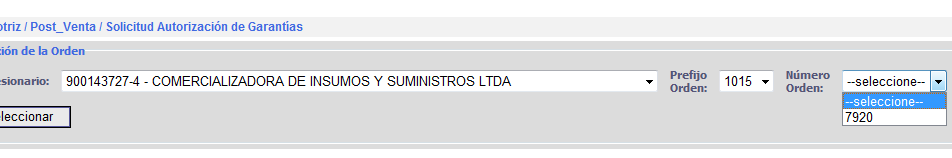 otriz / Post_Venta / Solicitud Autorización de Garantías
ción de la Orden
esionario: 900143727-4 - COMERCIALIZADORA DE INSUMOS Y SUMINISTROS LTDA Prefijo Orden: 1015 Número Orden: --seleccione--
--seleccione--
7920
eleccionar